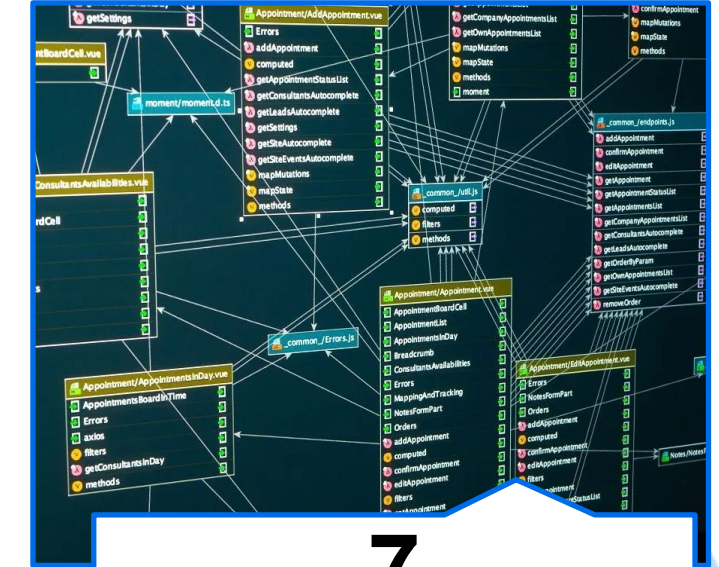 getSettings
ntBoardCell.vue
moment/moment.d.ts
ConsultantsAvailabilities.vue
rdCell
s
Appointment/AddAppointment.vue
Errors
addAppointment
computed
getAppointmentStatusList
getConsultantsAutocomplete
getLeadsAutocomplete
getSettings
getSiteAutocomplete
getSiteEventsAutocomplete
mapMutations
mapState
methods
getCompanyAppointmentsList
getOwnAppointmentsList
mapMutations
mapState
methods
moment
confirmAppointment
mapMutations
mapState
methods
_common_/endpoints.js
addAppointment
confirmAppointment
editAppointment
getAppointment
getAppointmentStatusList
getAppointmentsList
getCompanyAppointmentsList
getConsultantsAutocomplete
getLeadsAutocomplete
getOrderByParam
getOwnAppointmentsList
getSiteEventsAutocomplete
removeOrder
_common_/util.js
computed
filters
methods
_common_/Errors.js
Appointment/AppointmentsInDay.vue
AppointmentsBoardInTime
Errors
axios
filters
getConsultantsInDay
methods
Appointment/Appointment.vue
AppointmentBoardCell
AppointmentList
AppointmentsInDay
Breadcrumb
ConsultantsAvailabilities
Errors
MappingAndTracking
NotesFormPart
Orders
addAppointment
computed
confirmAppointment
editAppointment
filters
Appointment/EditAppointment.vue
Errors
NotesFormPart
Orders
addAppointment
computed
confirmAppointment
editAppointment
filters
StatusList
Notes/NotesF
7